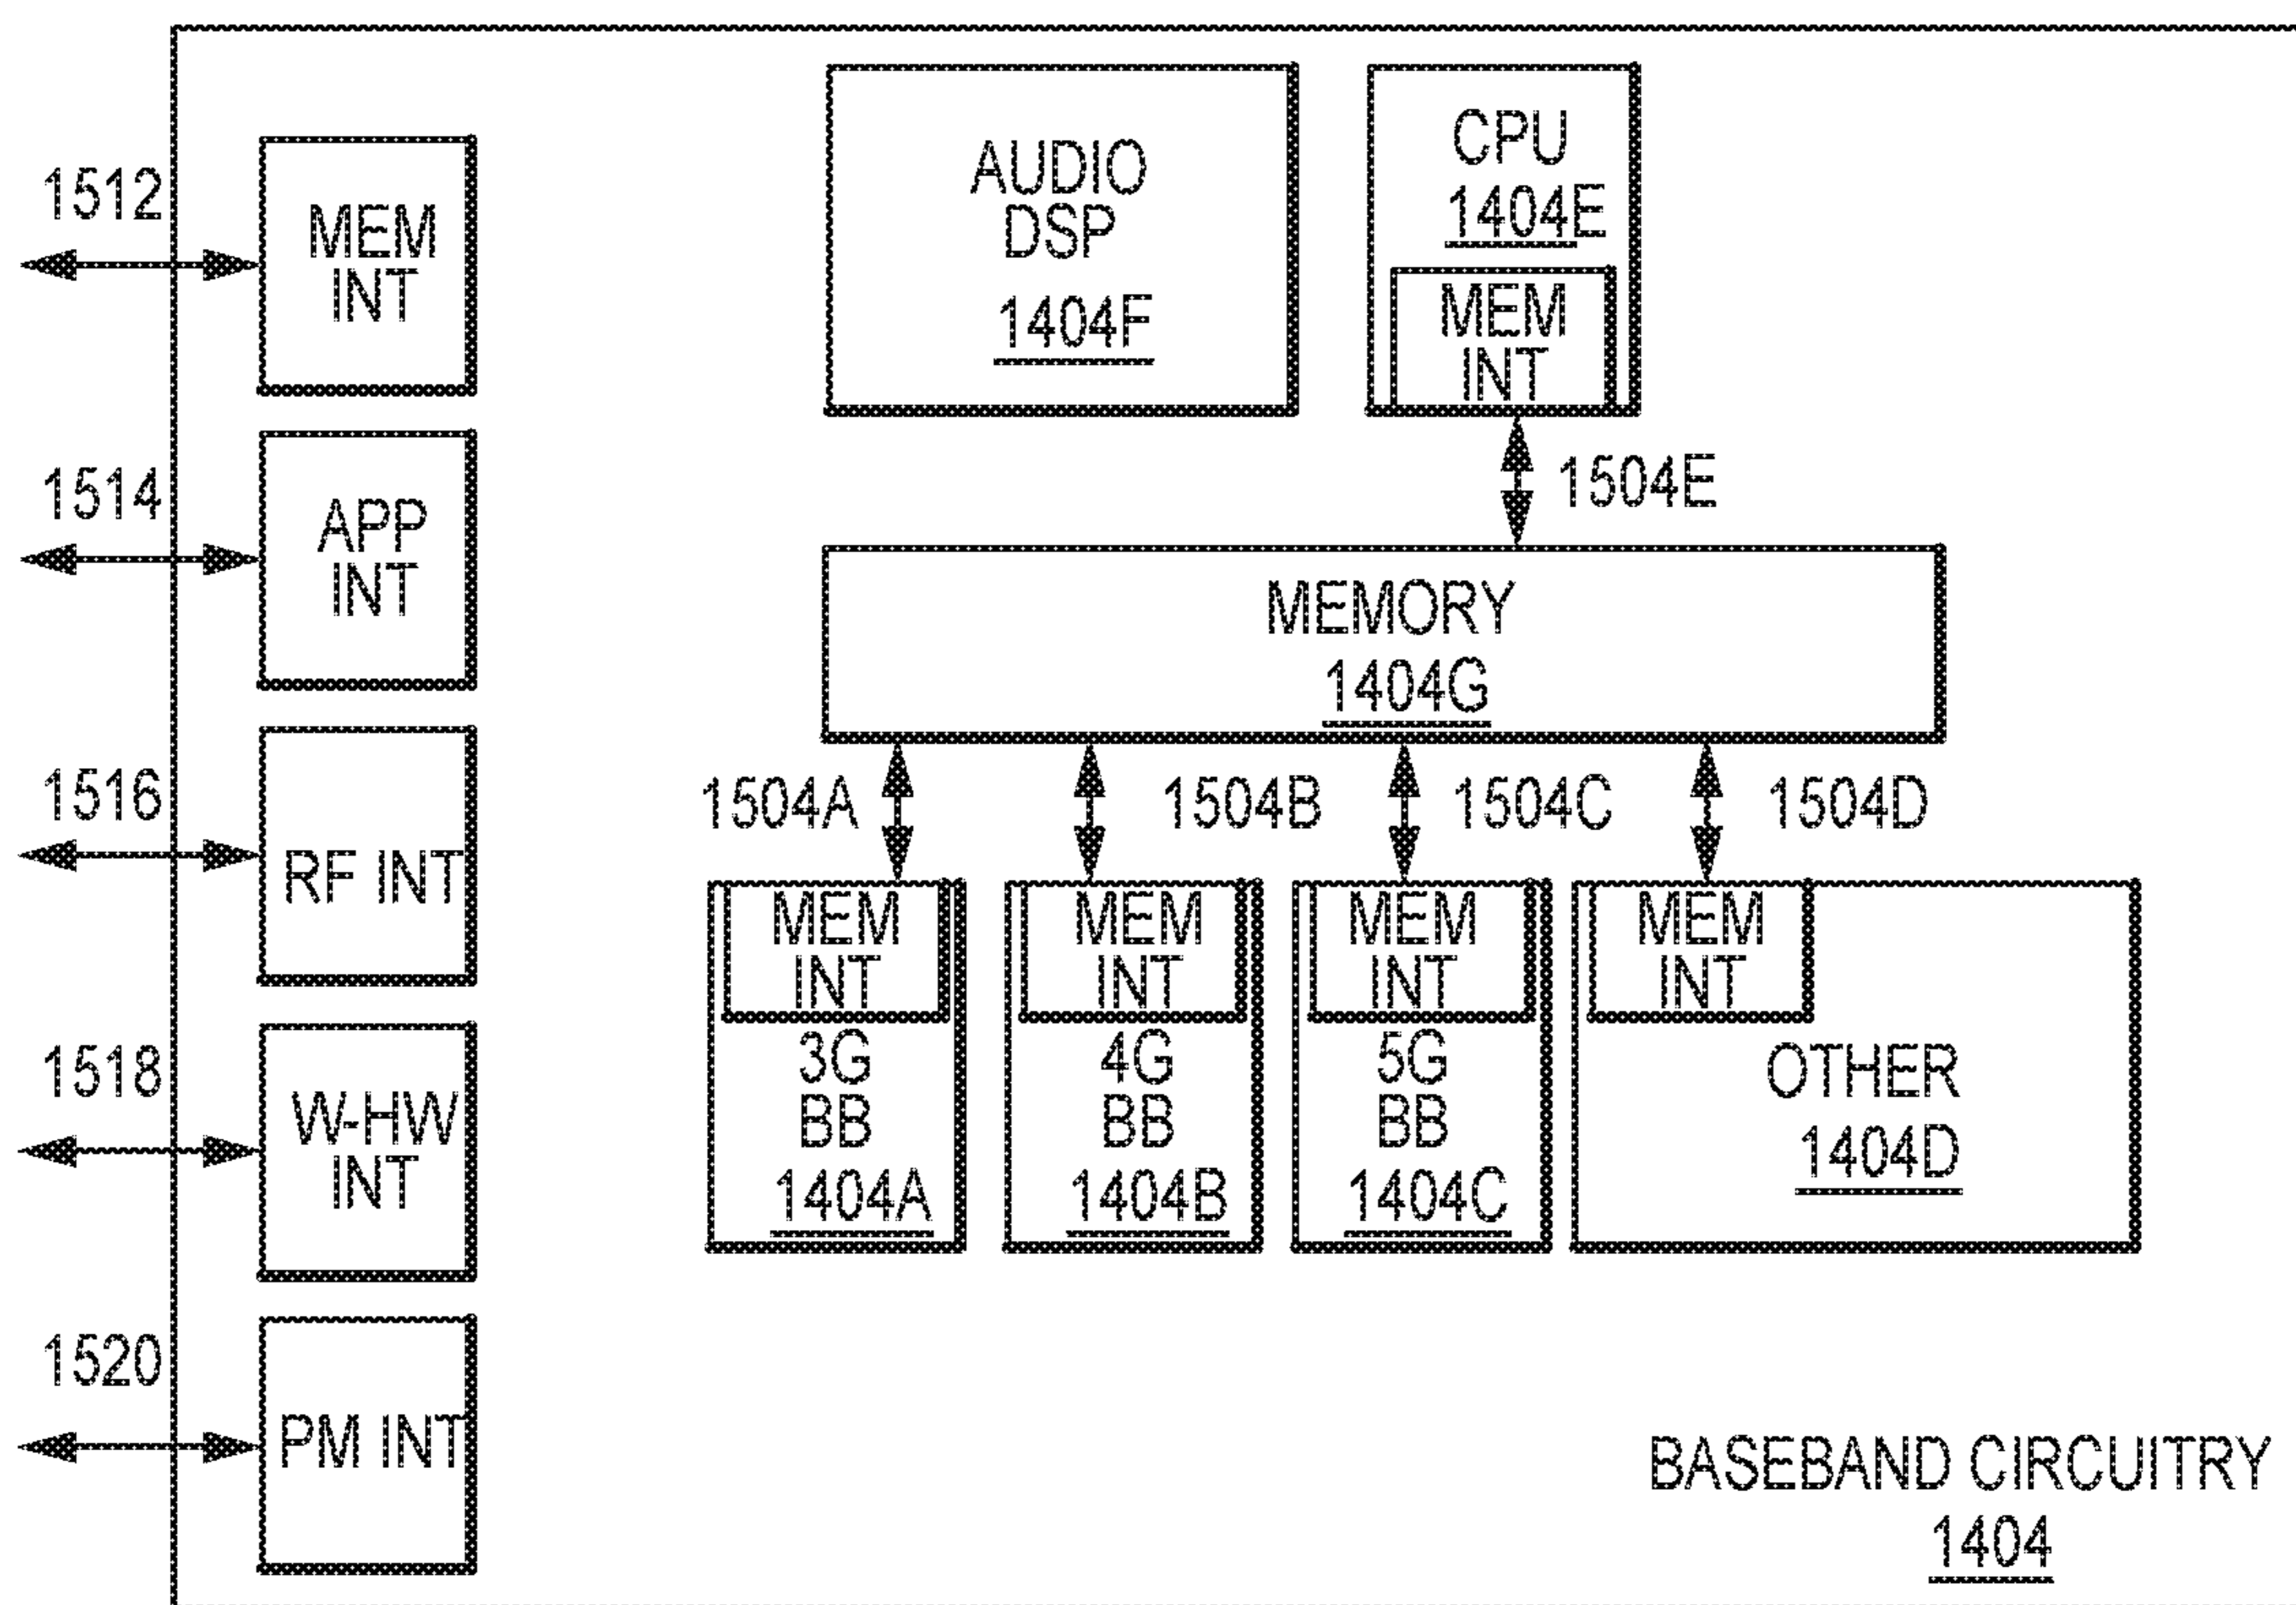 1512
MEM
INT
1514
APP
INT
1516
RF INT
1518
W-HW
INT
1520
PM INT
AUDIO
DSP
1404F
CPU
1404E
MEM
INT
1504E
MEMORY
1404G
1504A
1504B
1504C
1504D
MEM
INT
3G
BB
1404A
MEM
INT
4G
BB
1404B
MEM
INT
5G
BB
1404C
MEM
INT
OTHER
1404D
BASEBAND CIRCUITRY
1404